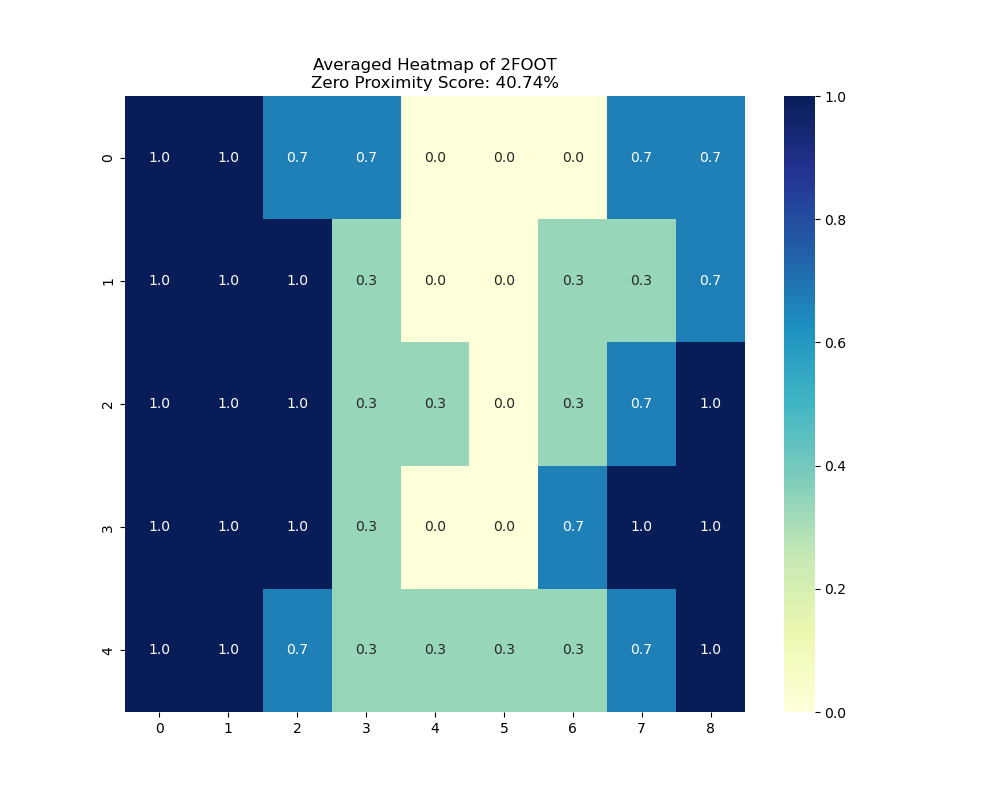 Averaged Heatmap of 2FOOT
Zero Proximity Score: 40.74%
0 1.0 1.0 0.7 0.7 0.0 0.0 0.0 0.7 0.7
1 1.0 1.0 1.0 0.3 0.0 0.0 0.3 0.3 0.7
2 1.0 1.0 1.0 0.3 0.3 0.0 0.3 0.7 1.0
3 1.0 1.0 1.0 0.3 0.0 0.0 0.7 1.0 1.0
4 1.0 1.0 0.7 0.3 0.3 0.3 0.3 0.7 1.0
0 1 2 3 4 5 6 7 8
1.0
0.8
0.6
0.4
0.2
0.0